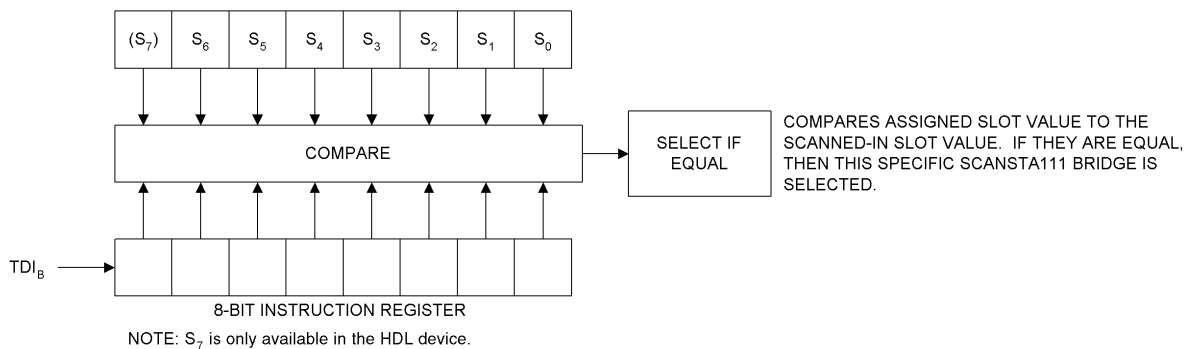 (S7) S6 S5 S4 S3 S2 S1 S0
COMPARE
SELECT IF
EQUAL
COMPARES ASSIGNED SLOT VALUE TO THE
SCANNED-IN SLOT VALUE. IF THEY ARE EQUAL,
THEN THIS SPECIFIC SCANSTA111 BRIDGE IS
SELECTED.
TDIB
8-BIT INSTRUCTION REGISTER
NOTE: S7 is only available in the HDL device.